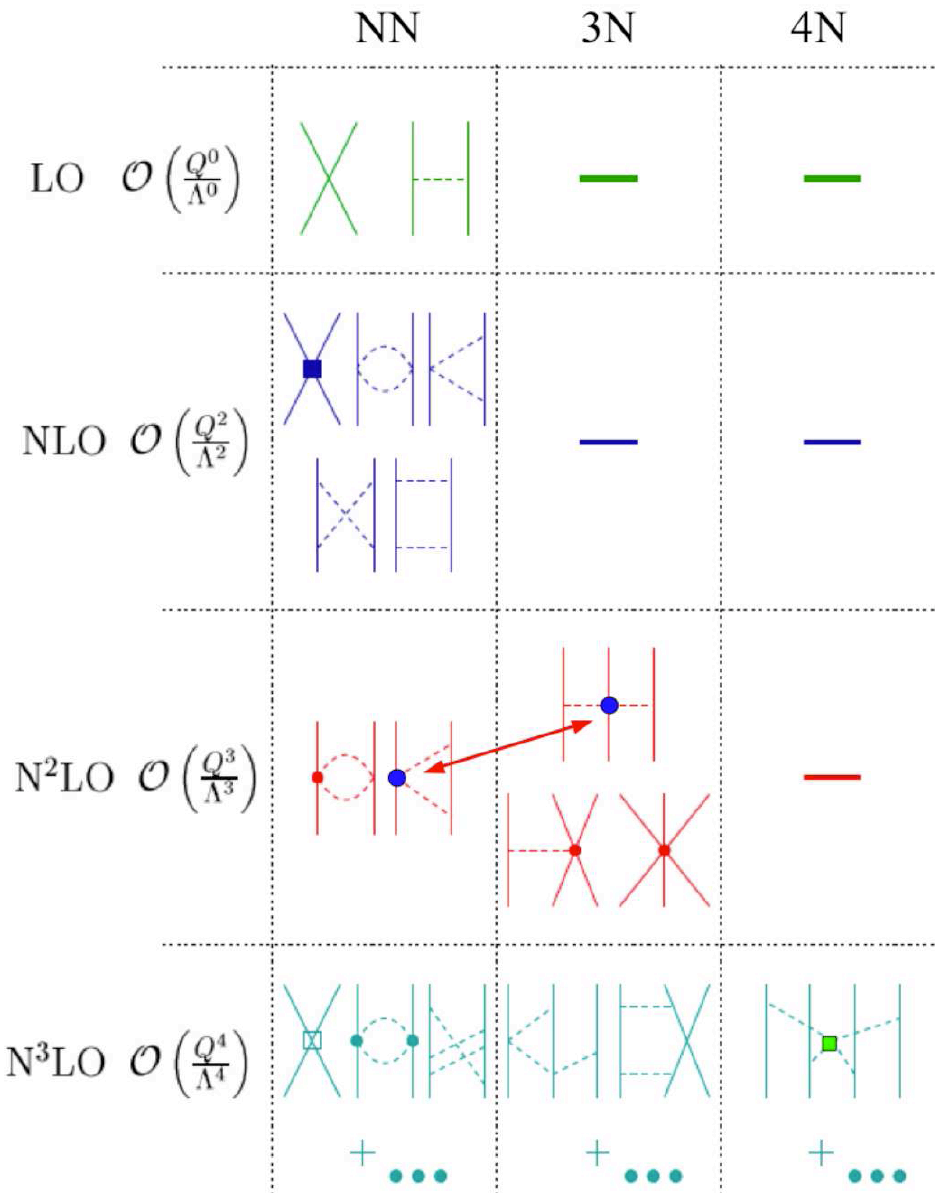 NN 3N 4N
LO 𝒪(Q⁰/Λ⁰)
NLO 𝒪(Q²/Λ²)
N²LO 𝒪(Q³/Λ³)
N³LO 𝒪(Q⁴/Λ⁴)
+ ... + ... + ...